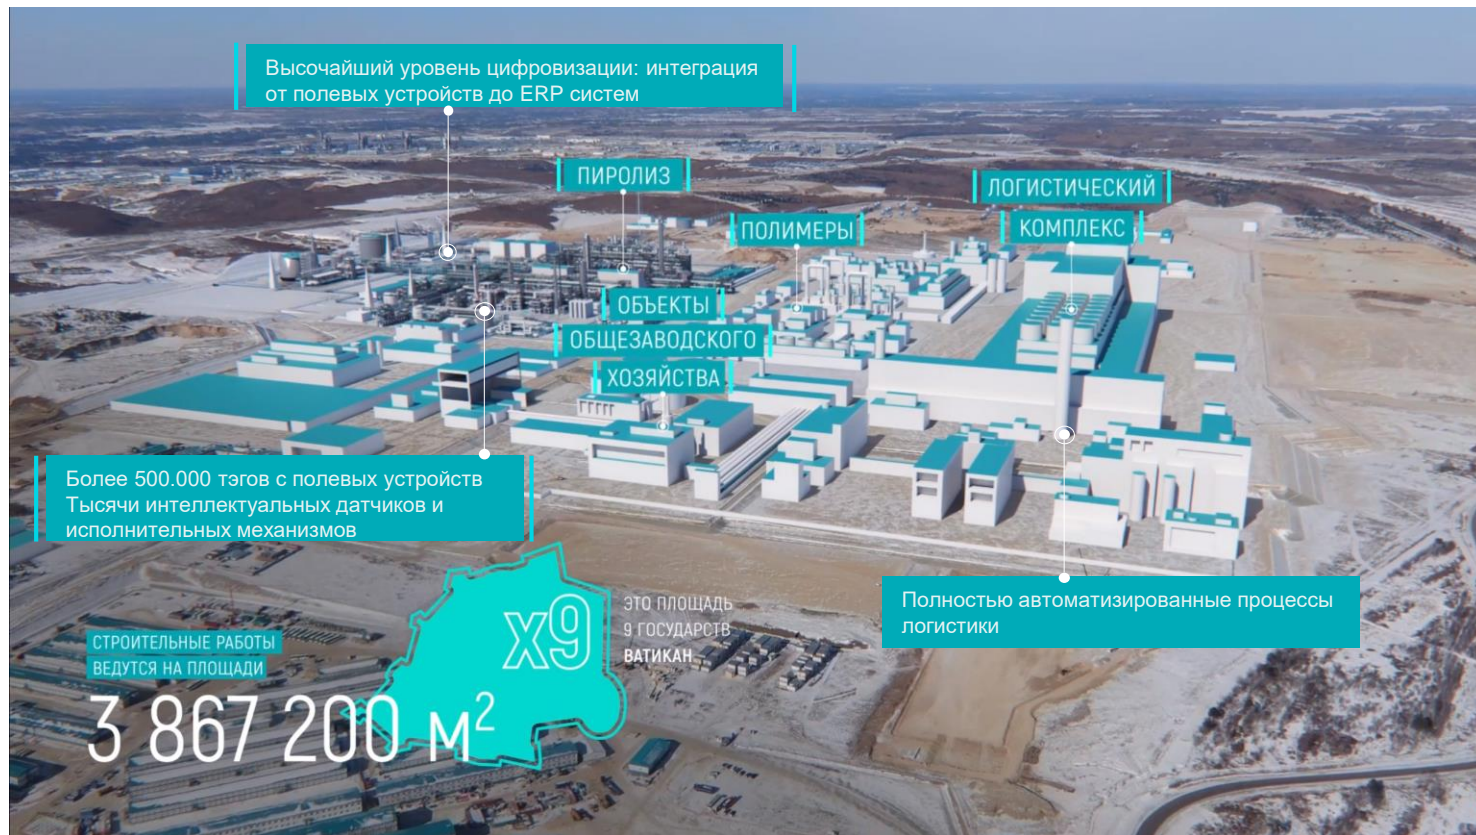 Высочайший уровень цифровизации: интеграция
от полевых устройств до ERP систем
ПИРОЛИЗ
ЛОГИСТИЧЕСКИЙ
КОМПЛЕКС
ПОЛИМЕРЫ
ОБЪЕКТЫ
ОБЩЕЗАВОДСКОГО
ХОЗЯЙСТВА
Более 500.000 тэгов с полевых устройств
Тысячи интеллектуальных датчиков и
исполнительных механизмов
Полностью автоматизированные процессы
логистики
СТРОИТЕЛЬНЫЕ РАБОТЫ
ВЕДУТСЯ НА ПЛОЩАДИ
3 867 200 м²
х9
ЭТО ПЛОЩАДЬ
9 ГОСУДАРСТВ
ВАТИКАН